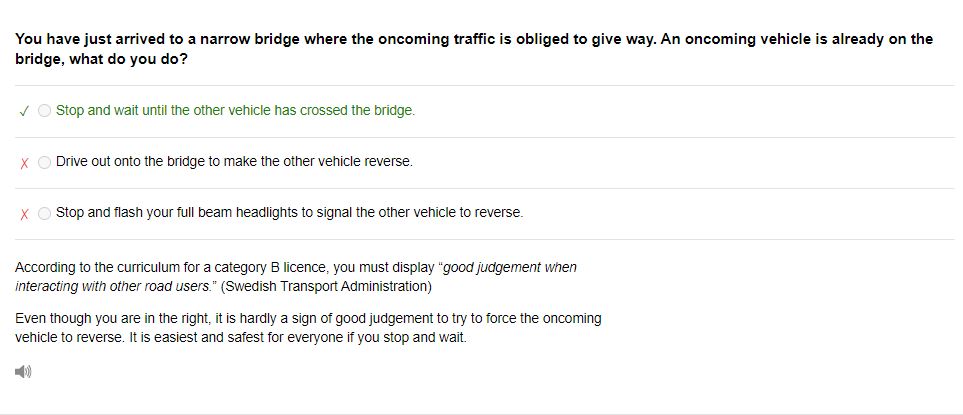 You have just arrived to a narrow bridge where the oncoming traffic is obliged to give way. An oncoming vehicle is already on the
bridge, what do you do?
✓ Stop and wait until the other vehicle has crossed the bridge.
X Drive out onto the bridge to make the other vehicle reverse.
X Stop and flash your full beam headlights to signal the other vehicle to reverse.
According to the curriculum for a category B licence, you must display “good judgement when
interacting with other road users.” (Swedish Transport Administration)
Even though you are in the right, it is hardly a sign of good judgement to try to force the oncoming
vehicle to reverse. It is easiest and safest for everyone if you stop and wait.